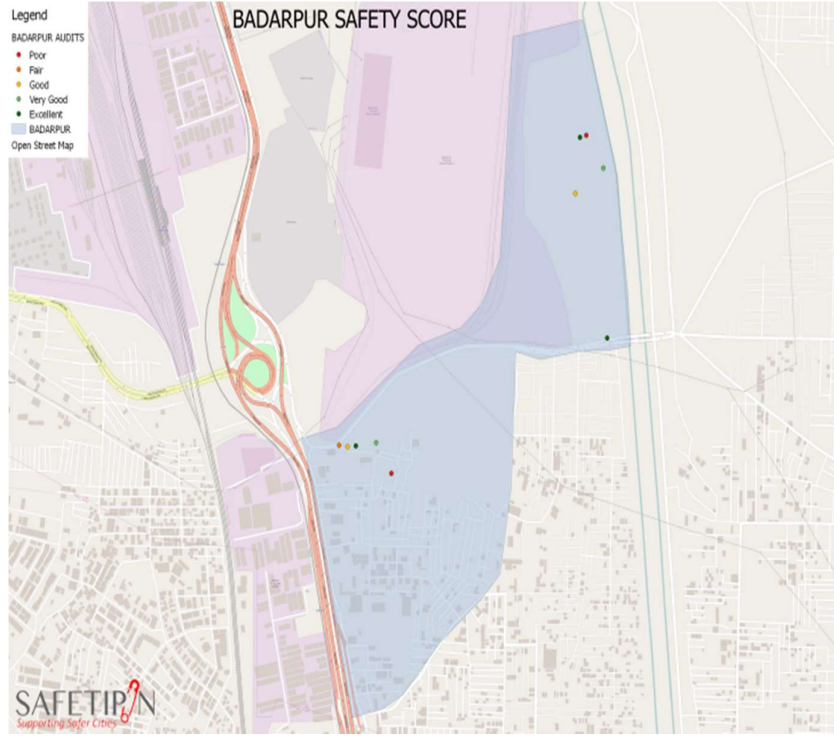 BADARPUR SAFETY SCORE
Legend
BADARPUR AUDITS
Poor
Fair
Good
Very Good
Excellent
BADARPUR
Open Street Map
SAFETIPIN
Supporting Safer Cities